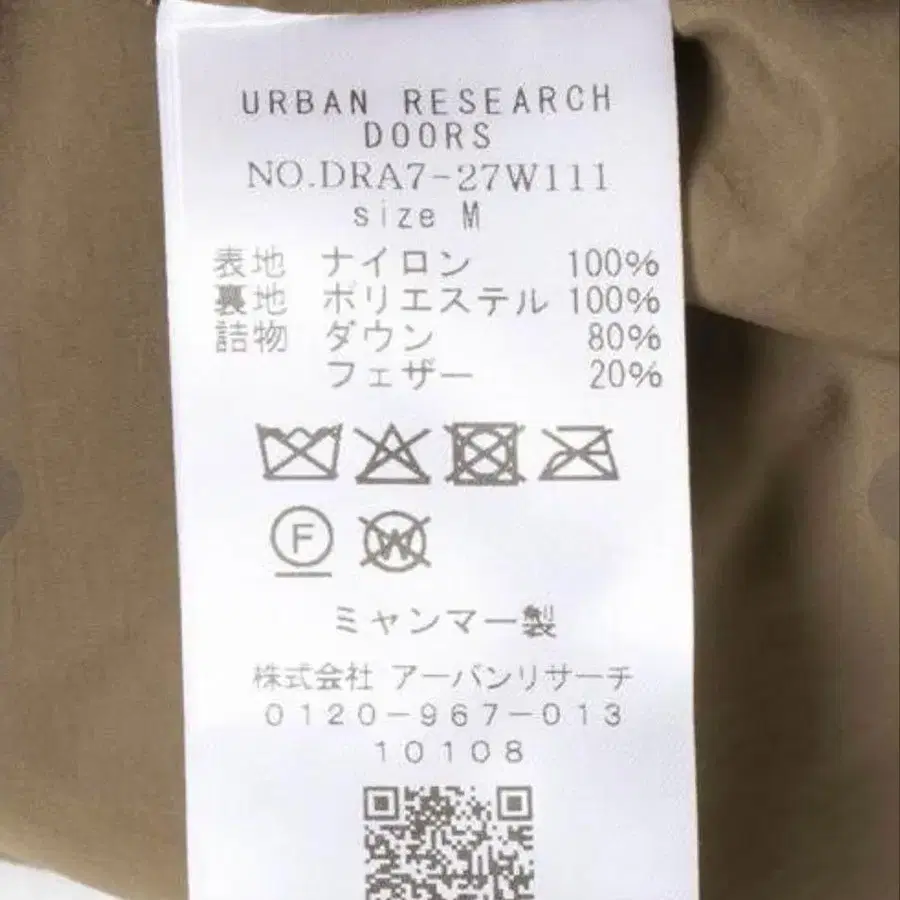 URBAN RESEARCH
DOORS
NO.DRA7-27W111
size M
表地 ナイロン 100%
裏地 ポリエステル 100%
詰物 ダウン 80%
フェザー 20%
F
W
ミャンマー製
株式会社 アーバンリサーチ
0120-967-013
10108